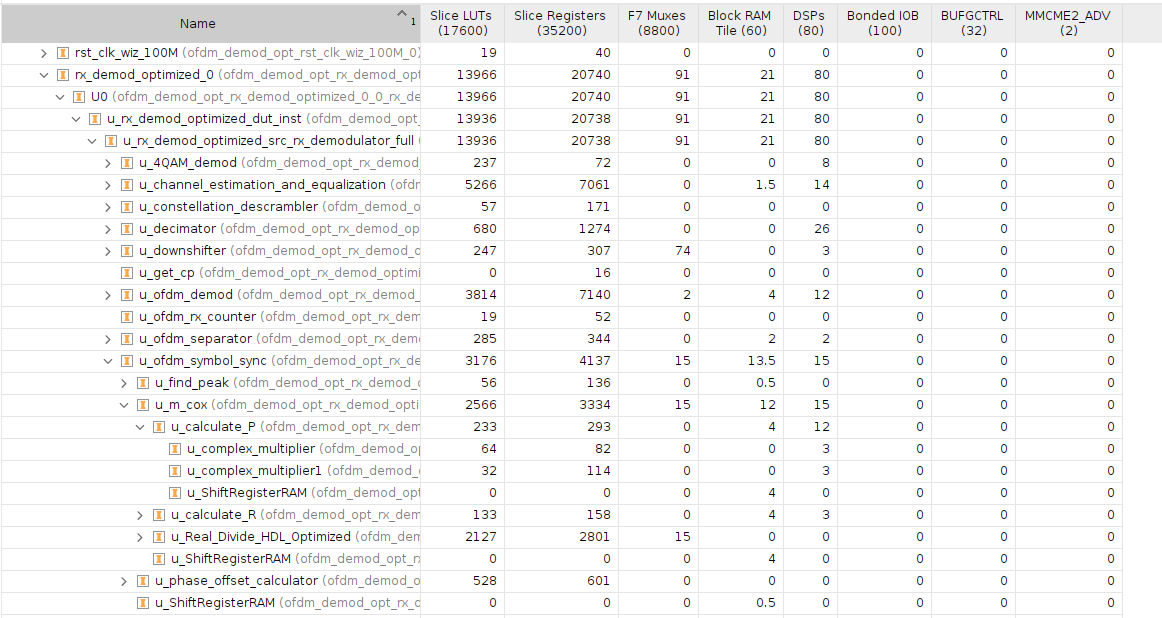 Name 1 Slice LUTs (17600) Slice Registers (35200) F7 Muxes (8800) Block RAM Tile (60) DSPs (80) Bonded IOB (100) BUFGCTRL (32) MMCME2_ADV (2)
rst_clk_wiz_100M (ofdm_demod_opt_rst_clk_wiz_100M_0) 19 40 0 0 0 0 0 0
rx_demod_optimized_0 (ofdm_demod_opt_rx_demod_opt 13966 20740 91 21 80 0 0 0
U0 (ofdm_demod_opt_rx_demod_optimized_0_0_rx_de 13966 20740 91 21 80 0 0 0
u_rx_demod_optimized_dut_inst (ofdm_demod_opt_ 13936 20738 91 21 80 0 0 0
u_rx_demod_optimized_src_rx_demodulator_full ( 13936 20738 91 21 80 0 0 0
u_4QAM_demod (ofdm_demod_opt_rx_demod_ 237 72 0 0 8 0 0 0
u_channel_estimation_and_equalization (ofdm 5266 7061 0 1.5 14 0 0 0
u_constellation_descrambler (ofdm_demod_o 57 171 0 0 0 0 0 0
u_decimator (ofdm_demod_opt_rx_demod_op 680 1274 0 0 26 0 0 0
u_downshifter (ofdm_demod_opt_rx_demod_o 247 307 74 0 3 0 0 0
u_get_cp (ofdm_demod_opt_rx_demod_optimi 0 16 0 0 0 0 0 0
u_ofdm_demod (ofdm_demod_opt_rx_demod_ 3814 7140 2 4 12 0 0 0
u_ofdm_rx_counter (ofdm_demod_opt_rx_dem 19 52 0 0 0 0 0 0
u_ofdm_separator (ofdm_demod_opt_rx_demo 285 344 0 2 2 0 0 0
u_ofdm_symbol_sync (ofdm_demod_opt_rx_de 3176 4137 15 13.5 15 0 0 0
u_find_peak (ofdm_demod_opt_rx_demod_o 56 136 0 0.5 0 0 0 0
u_m_cox (ofdm_demod_opt_rx_demod_opti 2566 3334 15 12 15 0 0 0
u_calculate_P (ofdm_demod_opt_rx_dem 233 293 0 4 12 0 0 0
u_complex_multiplier (ofdm_demod_op 64 82 0 0 3 0 0 0
u_complex_multiplier1 (ofdm_demod_ 32 114 0 0 3 0 0 0
u_ShiftRegisterRAM (ofdm_demod_opt 0 0 0 4 0 0 0 0
u_calculate_R (ofdm_demod_opt_rx_dem 133 158 0 4 3 0 0 0
u_Real_Divide_HDL_Optimized (ofdm_dem 2127 2801 15 0 0 0 0 0
u_ShiftRegisterRAM (ofdm_demod_opt_r 0 0 0 4 0 0 0 0
u_phase_offset_calculator (ofdm_demod_o 528 601 0 0 0 0 0 0
u_ShiftRegisterRAM (ofdm_demod_opt_rx_o 0 0 0 0.5 0 0 0 0